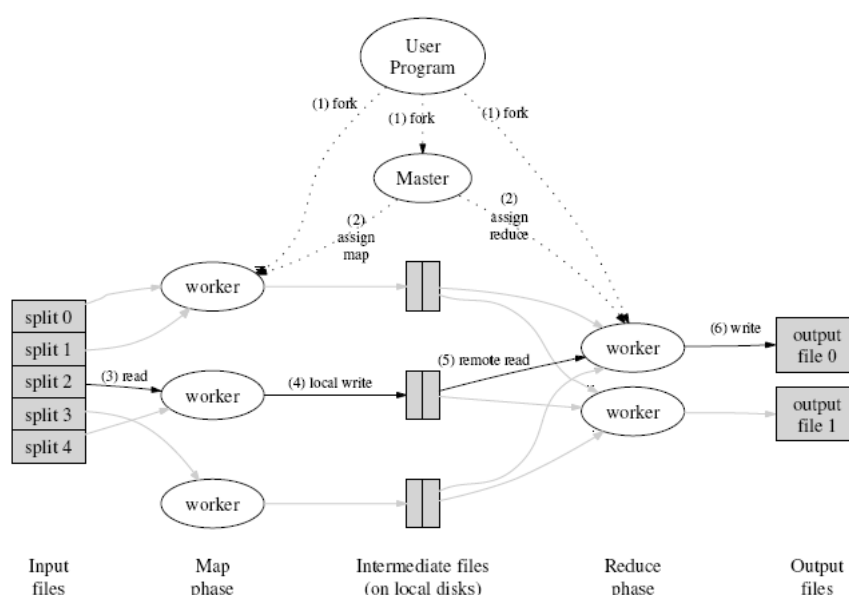 User
Program
(1) fork
(1) fork
(1) fork
Master
(2)
assign
map
(2)
assign
reduce
worker
split 0
split 1
split 2
split 3
split 4
(3) read
worker
(4) local write
(5) remote read
worker
(6) write
output
file 0
worker
output
file 1
worker
Input
files
Map
phase
Intermediate files
(on local disks)
Reduce
phase
Output
files